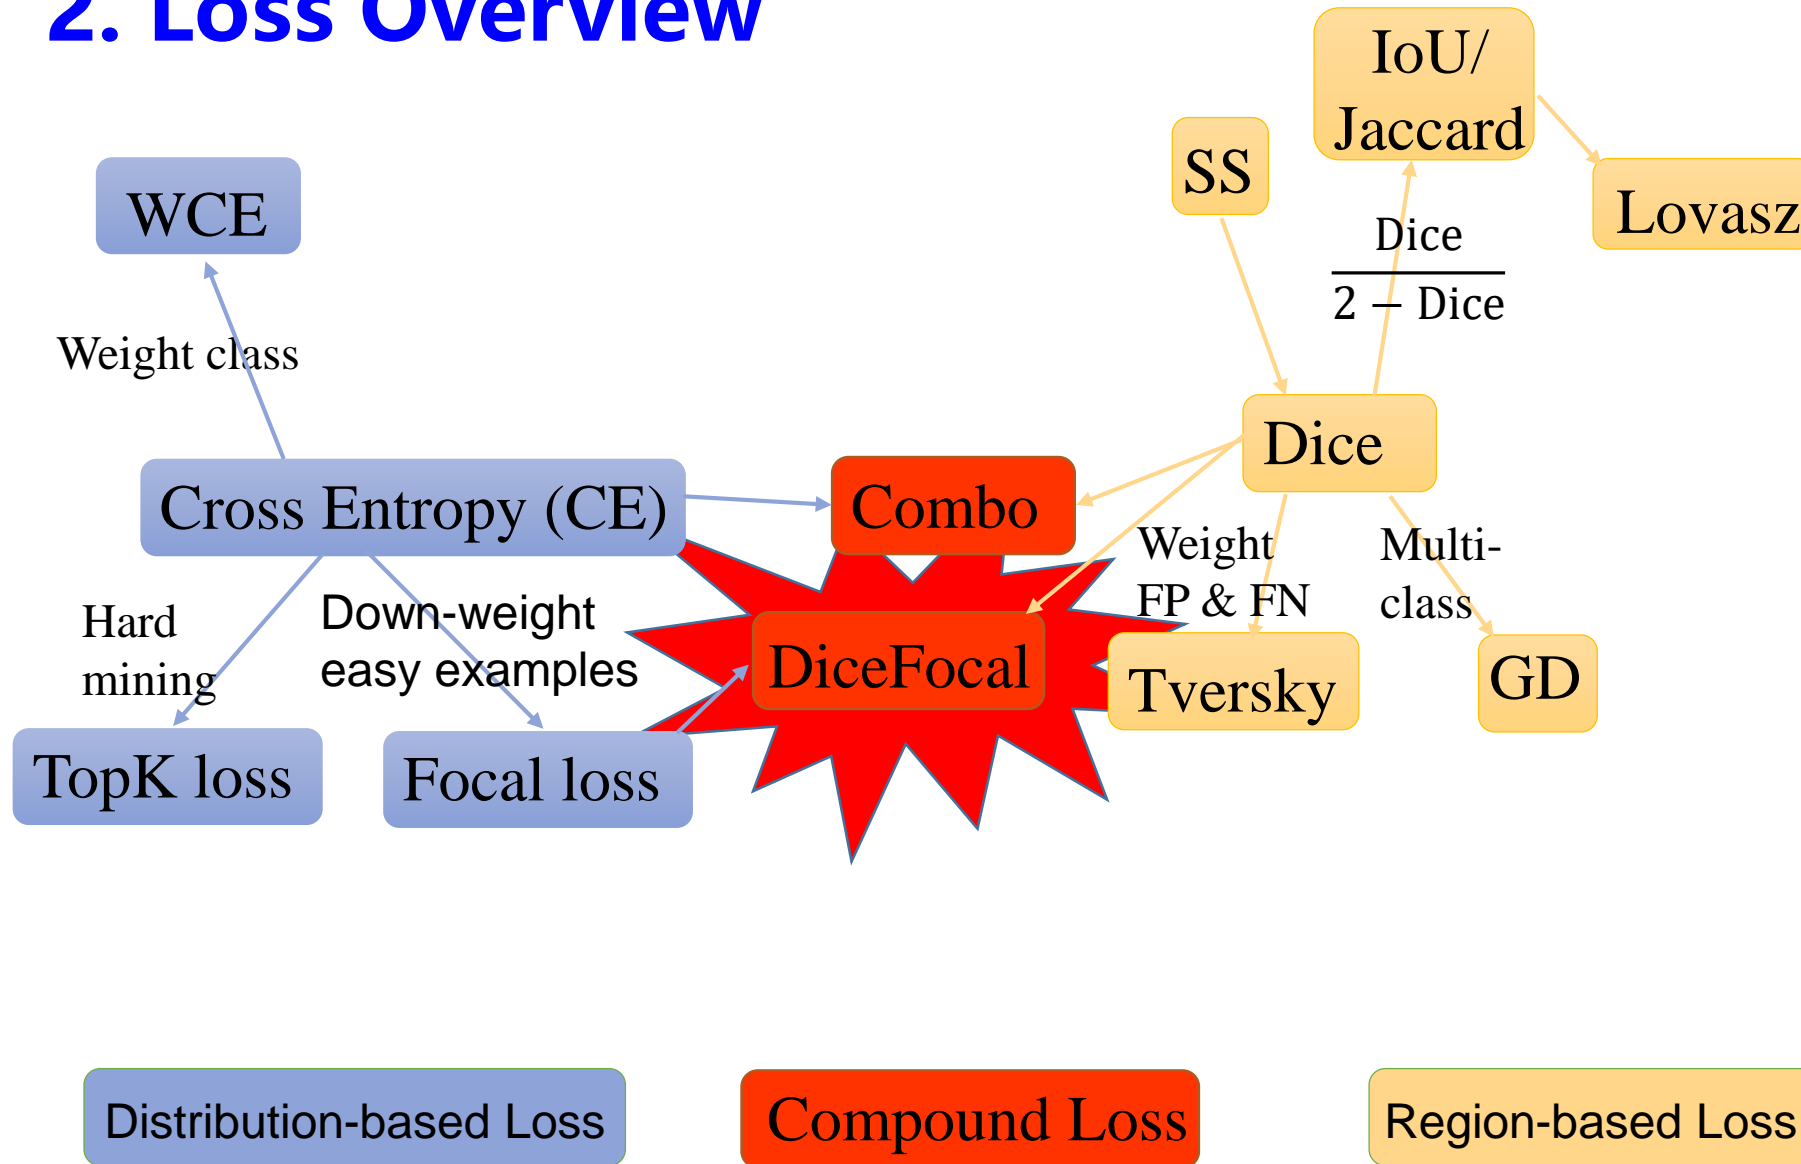 2. Loss Overview
IoU/
Jaccard
SS
WCE
Lovasz
Dice
2 − Dice
Weight class
Dice
Cross Entropy (CE)
Combo
Weight
FP & FN
Multi-
class
Hard
mining
Down-weight
easy examples
DiceFocal
Tversky
GD
TopK loss
Focal loss
Distribution-based Loss
Compound Loss
Region-based Loss